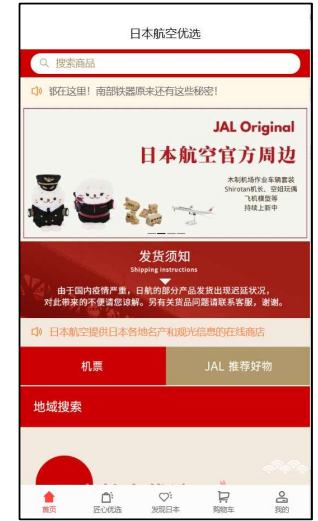 日本航空优选
搜索商品
都在这里！南部铁器原来还有这些秘密！
JAL Original
日本航空官方周边
木制机场作业车辆套装
Shirotan机长、空姐玩偶
飞机模型等
持续上新中
发货须知
Shipping instructions
由于国内疫情严重，日航的部分产品发货出现迟延状况，
对此带来的不便请您谅解。另有关货品问题请联系客服，谢谢。
日本航空提供日本各地名产和观光信息的在线商店
机票
JAL 推荐好物
地域搜索
首页
匠心优选
发现日本
购物车
我的